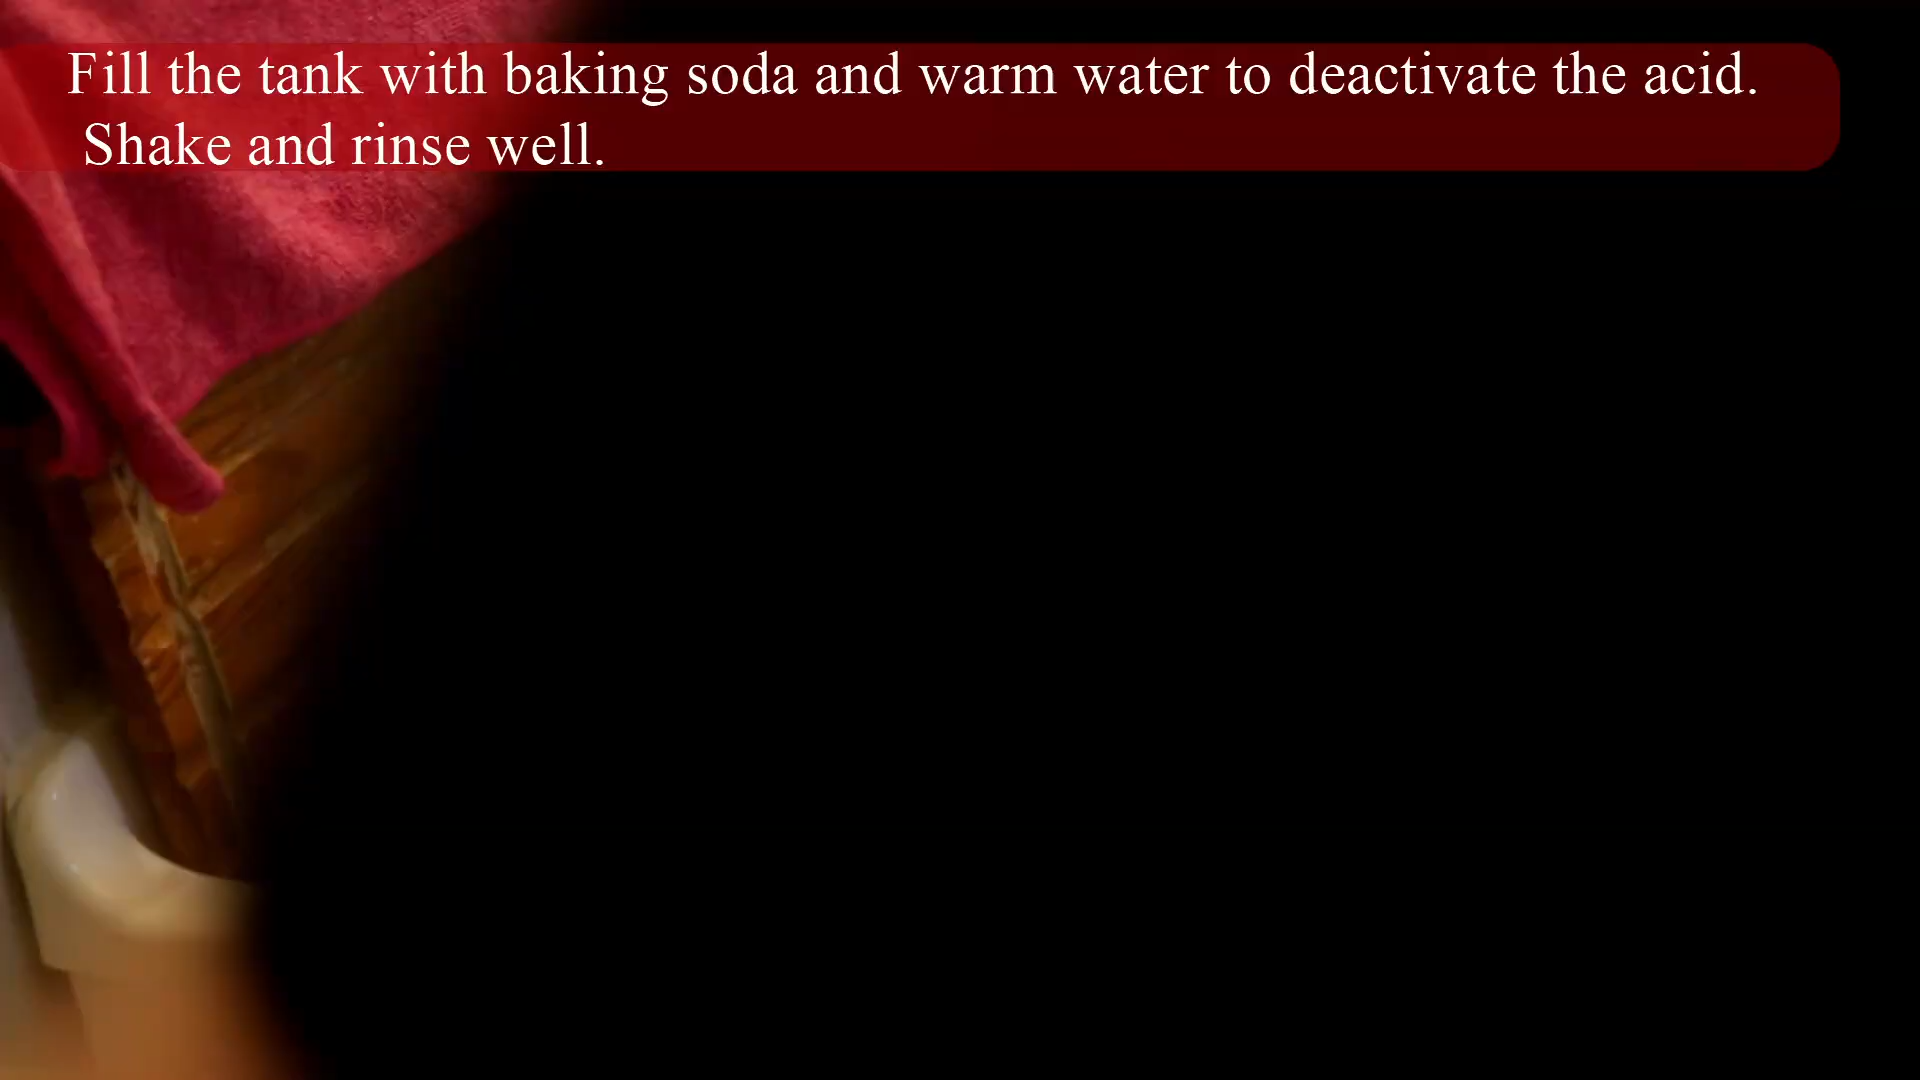 Fill the tank with baking soda and warm water to deactivate the acid.
Shake and rinse well.